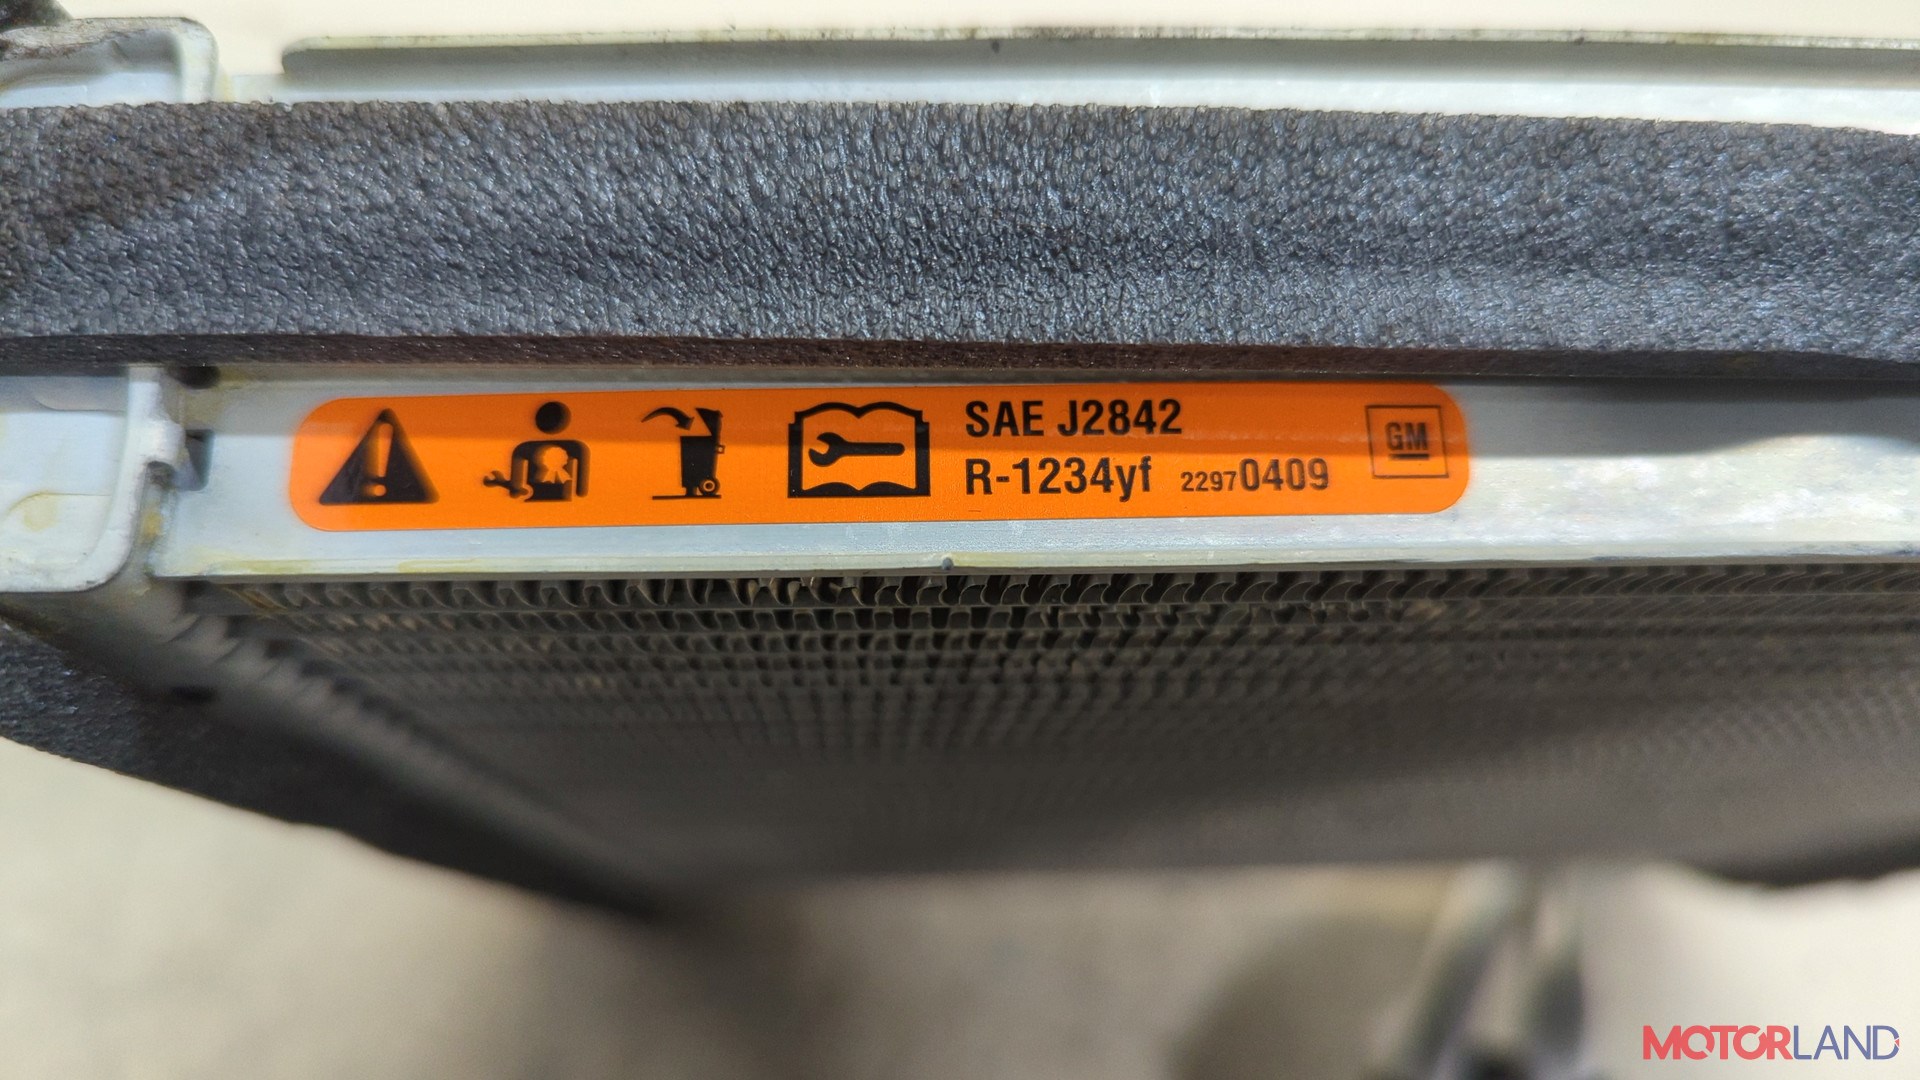 SAE J2842
R-1234yf 22970409
GM
MOTORLAND